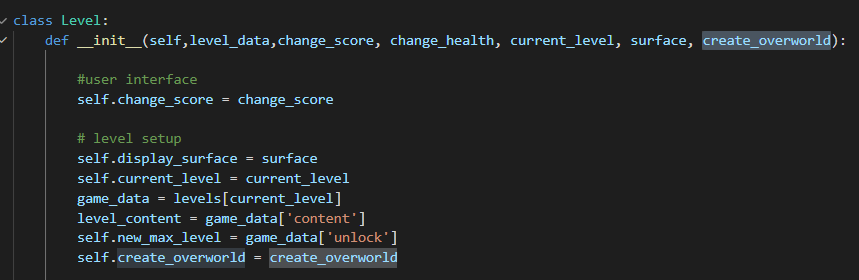 class Level:
def __init__(self,level_data,change_score, change_health, current_level, surface, create_overworld):
#user interface
self.change_score = change_score
# level setup
self.display_surface = surface
self.current_level = current_level
game_data = levels[current_level]
level_content = game_data['content']
self.new_max_level = game_data['unlock']
self.create_overworld = create_overworld